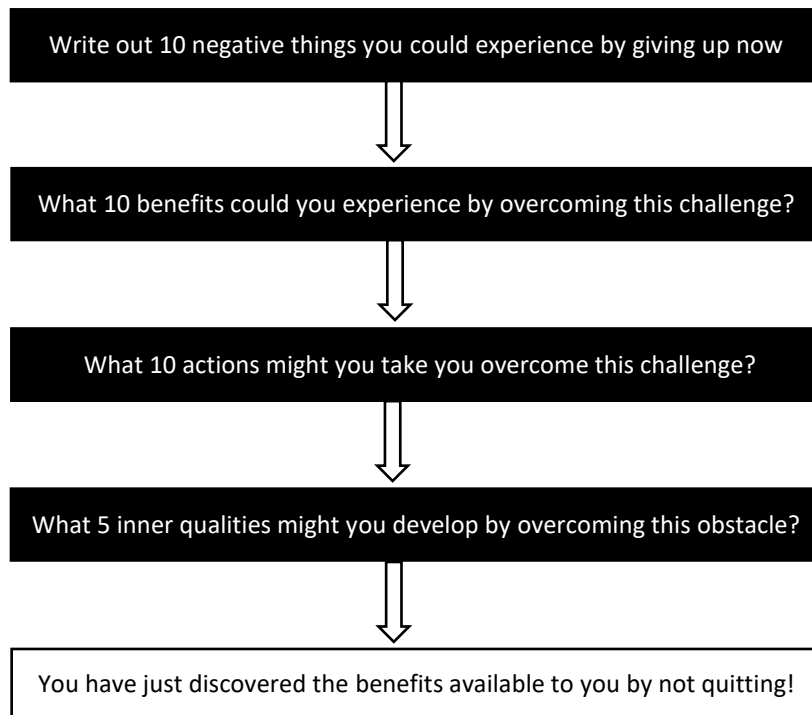 Write out 10 negative things you could experience by giving up now
What 10 benefits could you experience by overcoming this challenge?
What 10 actions might you take you overcome this challenge?
What 5 inner qualities might you develop by overcoming this obstacle?
You have just discovered the benefits available to you by not quitting!